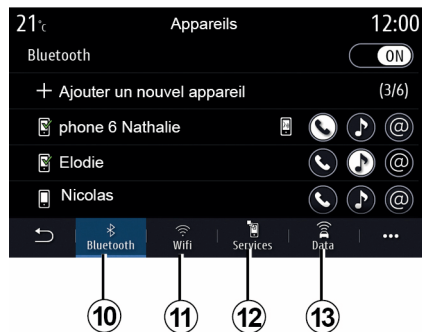 21°c Appareils 12:00
Bluetooth ON
+ Ajouter un nouvel appareil (3/6)
phone 6 Nathalie @
Elodie @
Nicolas @
Bluetooth Wifi Services Data •••
10 11 12 13